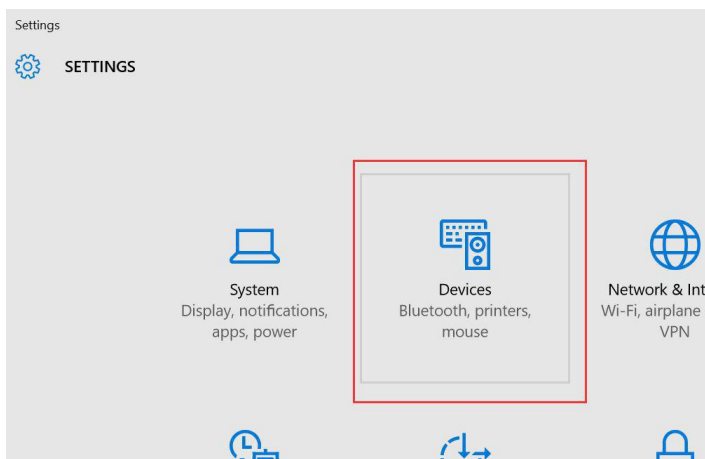 Settings
SETTINGS
System
Display, notifications,
apps, power
Devices
Bluetooth, printers,
mouse
Network & Int
Wi-Fi, airplane
VPN